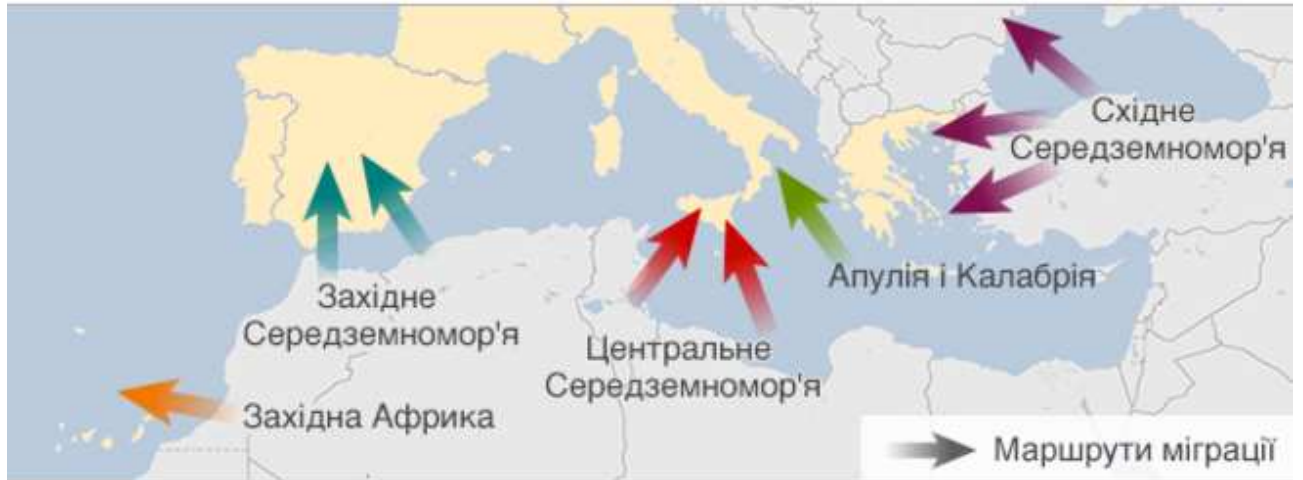 Східне
Середземномор'я
Апулія і Калабрія
Західне
Середземномор'я
Центральне
Середземномор'я
Західна Африка
Маршрути міграції